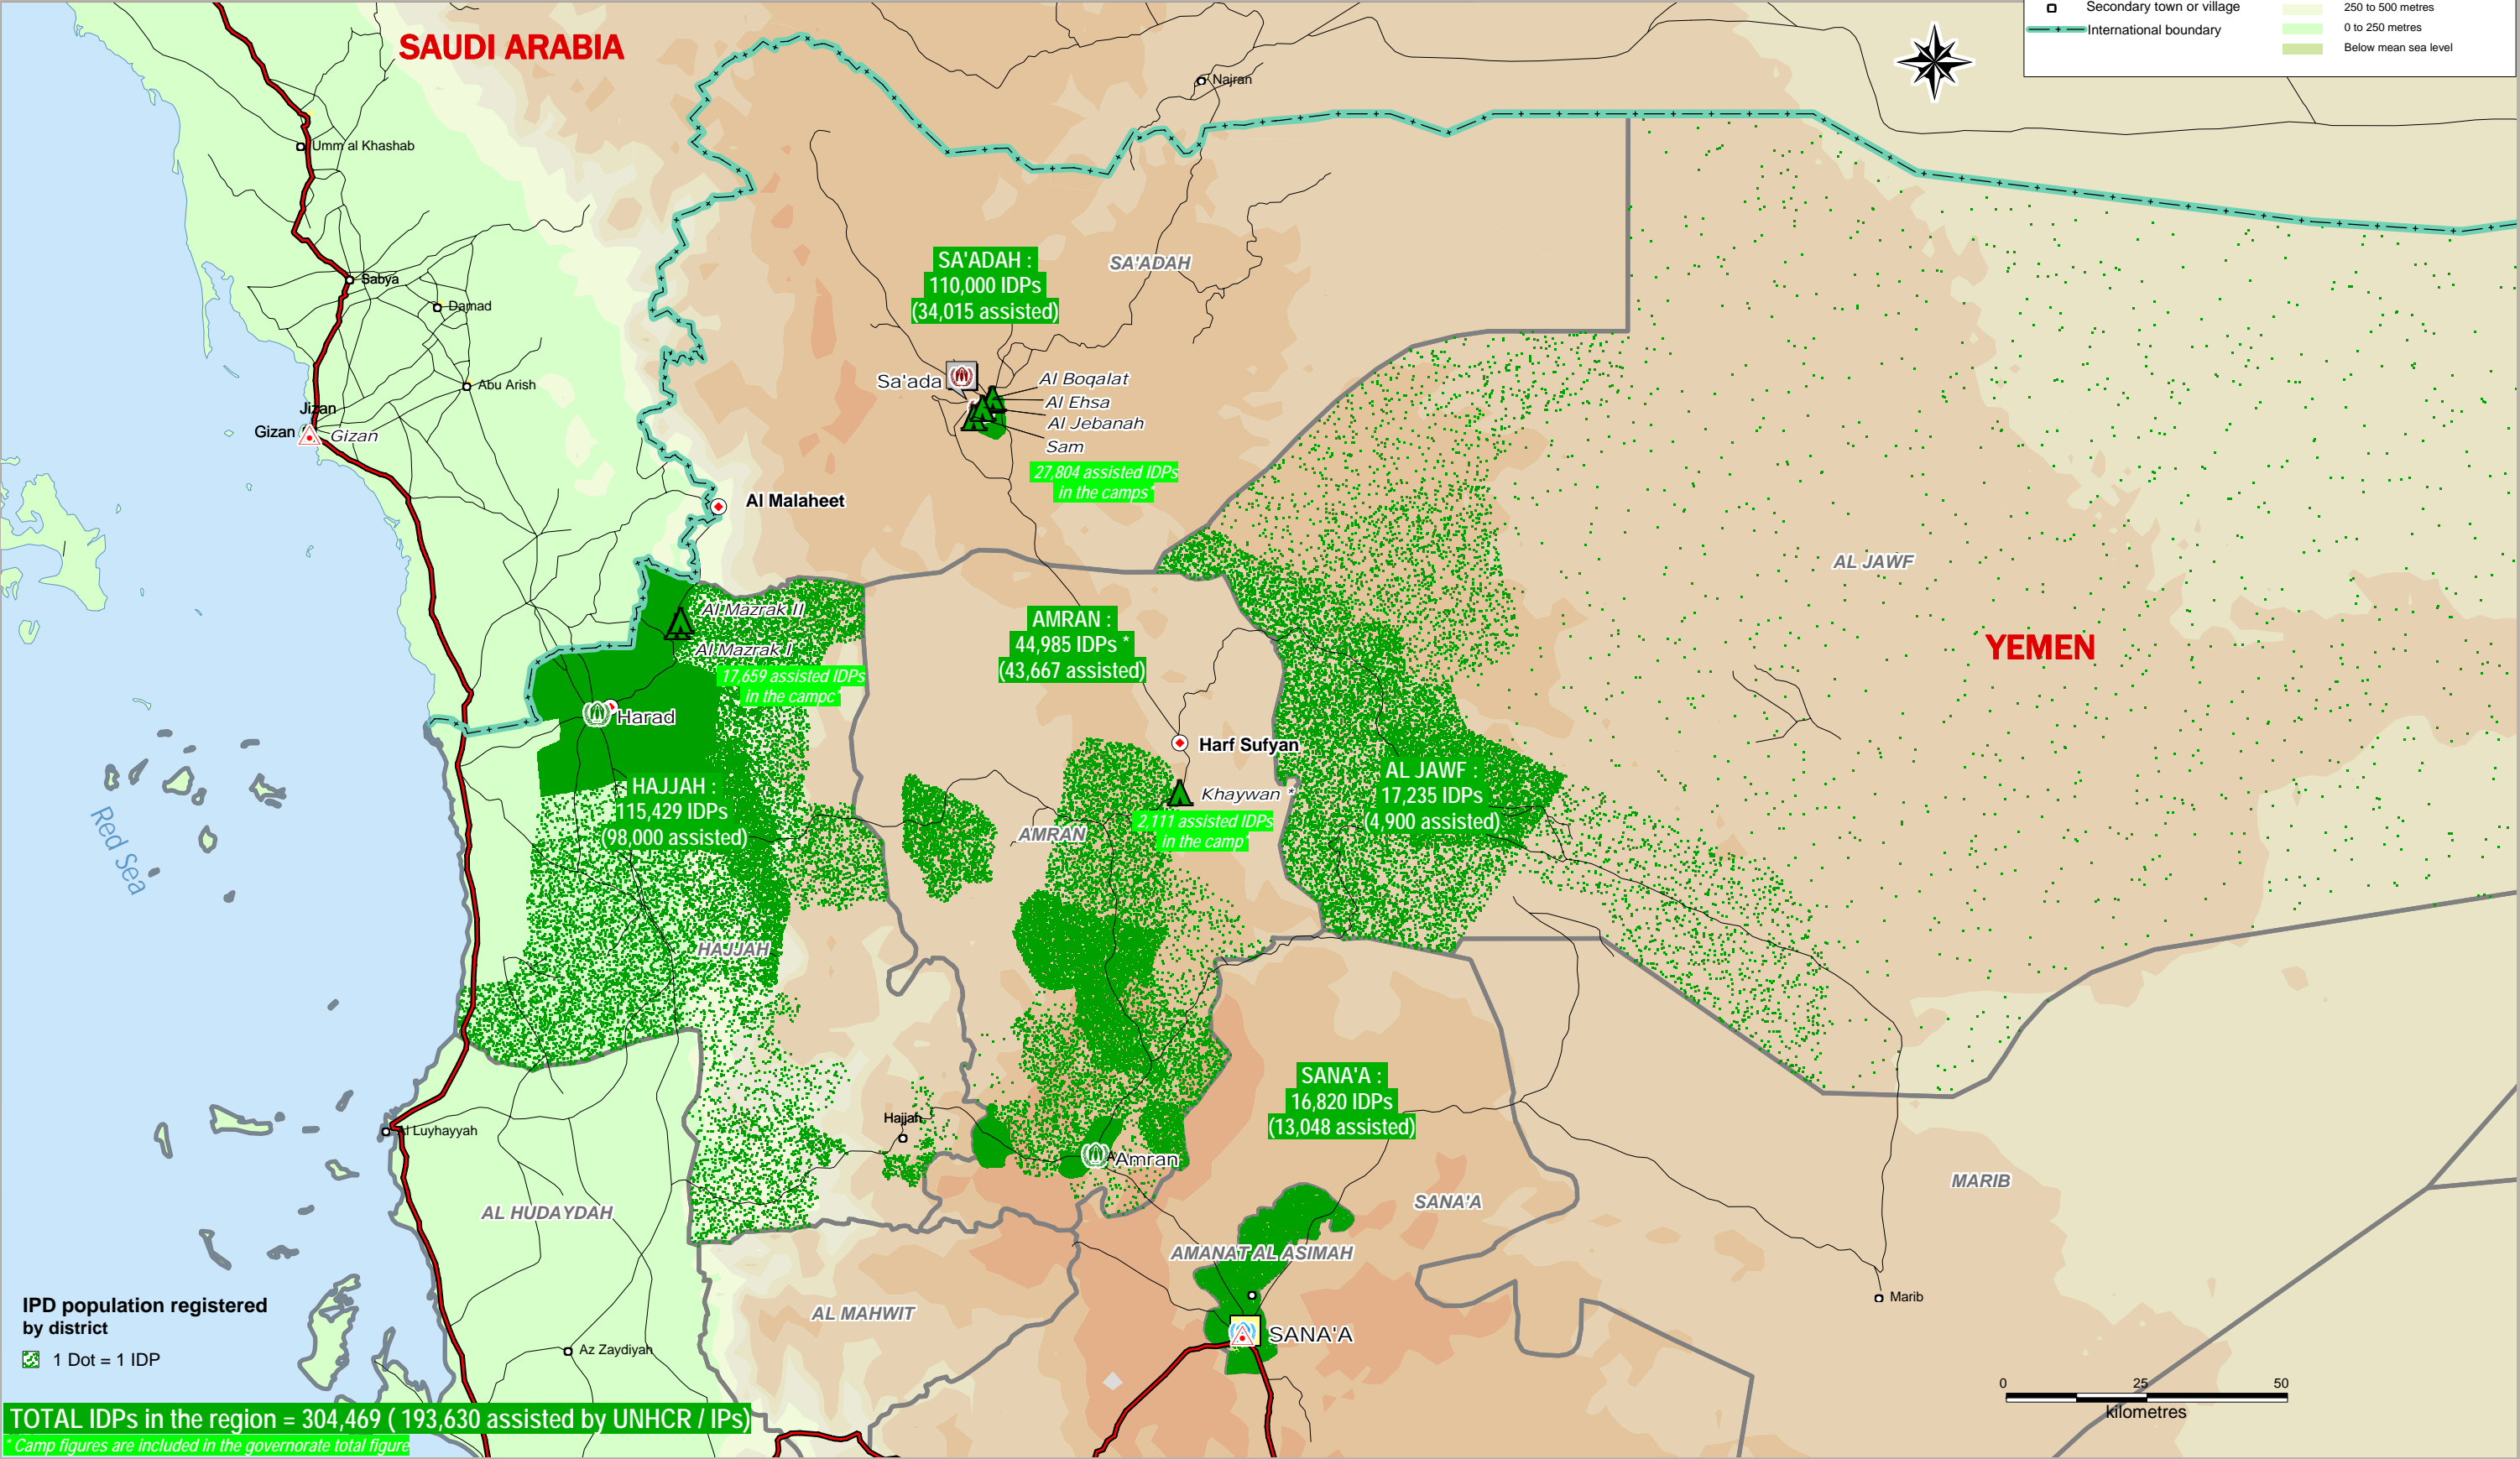 SAUDI ARABIA
Secondary town or village
International boundary
250 to 500 metres
0 to 250 metres
Below mean sea level
Najran
Umm al Khashab
Sabya
Damad
Abu Arish
Jizan
Gizan
Gizan
SA'ADAH :
110,000 IDPs
(34,015 assisted)
SA'ADAH
Sa'ada
Al Boqalat
Al Ehsa
Al Jebanah
Sam
27,804 assisted IDPs
in the camps*
Al Malaheet
AL JAWF
YEMEN
Al Mazrak II
Al Mazrak I
17,659 assisted IDPs
in the campc*
Harad
AMRAN :
44,985 IDPs *
(43,667 assisted)
Harf Sufyan
Khaywan *
2,111 assisted IDPs
in the camp
AMRAN
HAJJAH :
115,429 IDPs
(98,000 assisted)
HAJJAH
AL JAWF :
17,235 IDPs
(4,900 assisted)
Red Sea
SANA'A :
16,820 IDPs
(13,048 assisted)
Hajjah
Al Luyhayyah
Amran
AL HUDAYDAH
SANA'A
MARIB
AMANAT AL ASIMAH
AL MAHWIT
Marib
SANA'A
Az Zaydiyah
IPD population registered
by district
1 Dot = 1 IDP
0 25 50
kilometres
TOTAL IDPs in the region = 304,469 ( 193,630 assisted by UNHCR / IPs)
* Camp figures are included in the governorate total figure